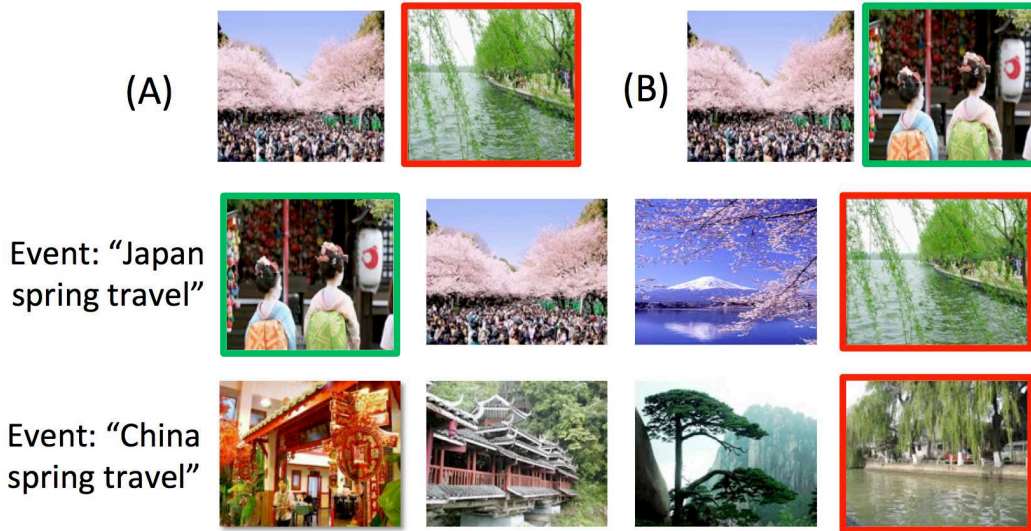 (A)
(B)
Event: “Japan
spring travel”
Event: “China
spring travel”